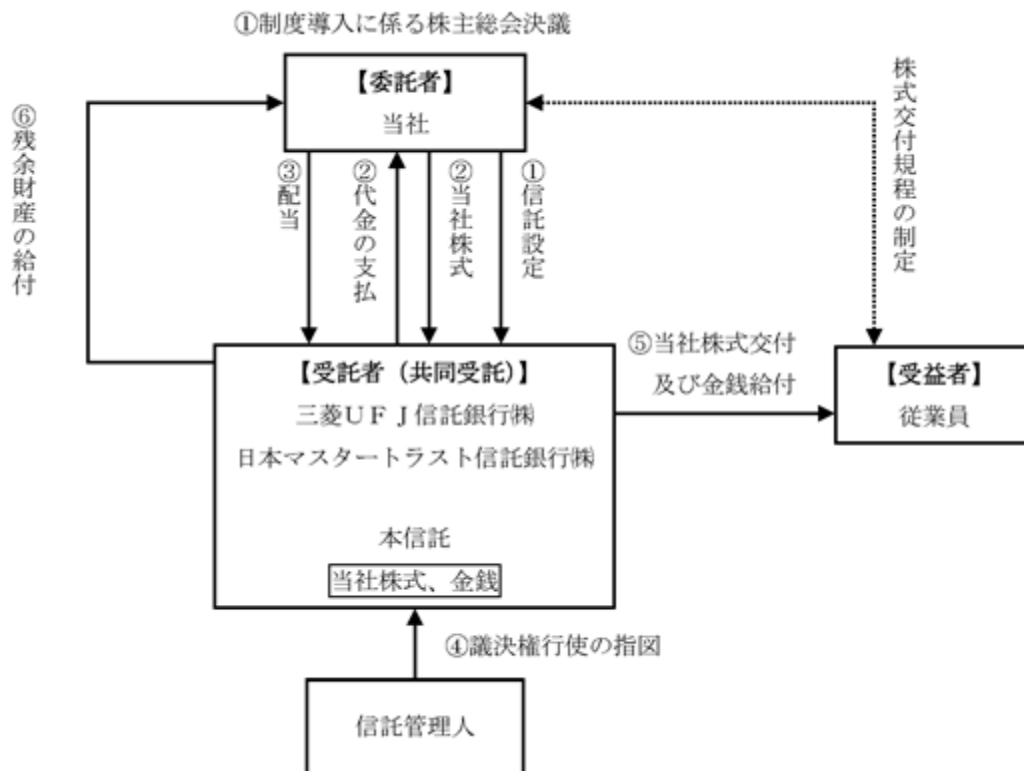 ①制度導入に係る株主総会決議
【委託者】
当社
株式交付規程の制定
⑥残余財産の給付
③配当
②代金の支払
②当社株式
①信託設定
【受託者(共同受託)】
三菱UFJ信託銀行㈱
日本マスタートラスト信託銀行㈱
本信託
当社株式、金銭
⑤当社株式交付
及び金銭給付
【受益者】
従業員
④議決権行使の指図
信託管理人